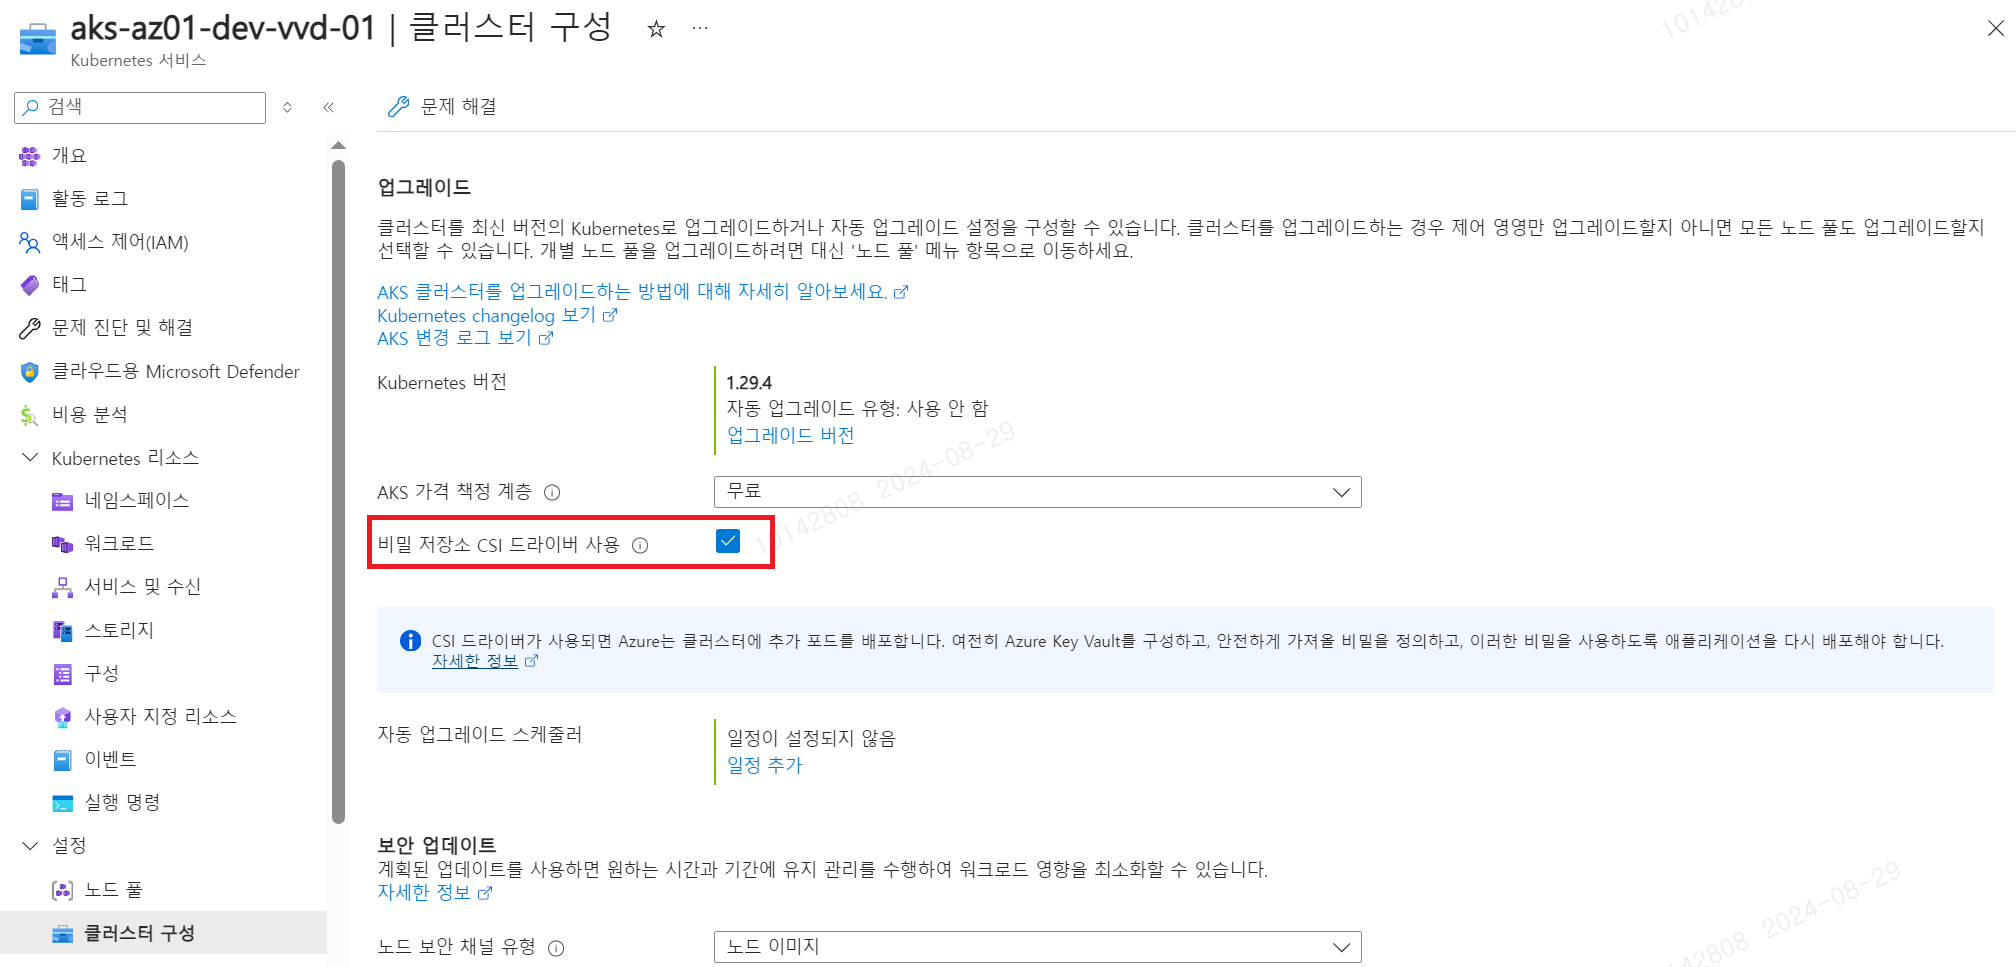 aks-az01-dev-vvd-01 | 클러스터 구성
Kubernetes 서비스
검색
개요
활동 로그
액세스 제어(IAM)
태그
문제 진단 및 해결
클라우드용 Microsoft Defender
비용 분석
Kubernetes 리소스
네임스페이스
워크로드
서비스 및 수신
스토리지
구성
사용자 지정 리소스
이벤트
실행 명령
설정
노드 풀
클러스터 구성
문제 해결
업그레이드
클러스터를 최신 버전의 Kubernetes로 업그레이드하거나 자동 업그레이드 설정을 구성할 수 있습니다. 클러스터를 업그레이드하는 경우 제어 영영만 업그레이드할지 아니면 모든 노드 풀도 업그레이드할지
선택할 수 있습니다. 개별 노드 풀을 업그레이드하려면 대신 '노드 풀' 메뉴 항목으로 이동하세요.
AKS 클러스터를 업그레이드하는 방법에 대해 자세히 알아보세요.
Kubernetes changelog 보기
AKS 변경 로그 보기
Kubernetes 버전
1.29.4
자동 업그레이드 유형: 사용 안 함
업그레이드 버전
AKS 가격 책정 계층
무료
비밀 저장소 CSI 드라이버 사용
CSI 드라이버가 사용되면 Azure는 클러스터에 추가 포드를 배포합니다. 여전히 Azure Key Vault를 구성하고, 안전하게 가져올 비밀을 정의하고, 이러한 비밀을 사용하도록 애플리케이션을 다시 배포해야 합니다.
자세한 정보
자동 업그레이드 스케줄러
일정이 설정되지 않음
일정 추가
보안 업데이트
계획된 업데이트를 사용하면 원하는 시간과 기간에 유지 관리를 수행하여 워크로드 영향을 최소화할 수 있습니다.
자세한 정보
노드 보안 채널 유형
노드 이미지
10142808 2024-08-29
2024-08-29